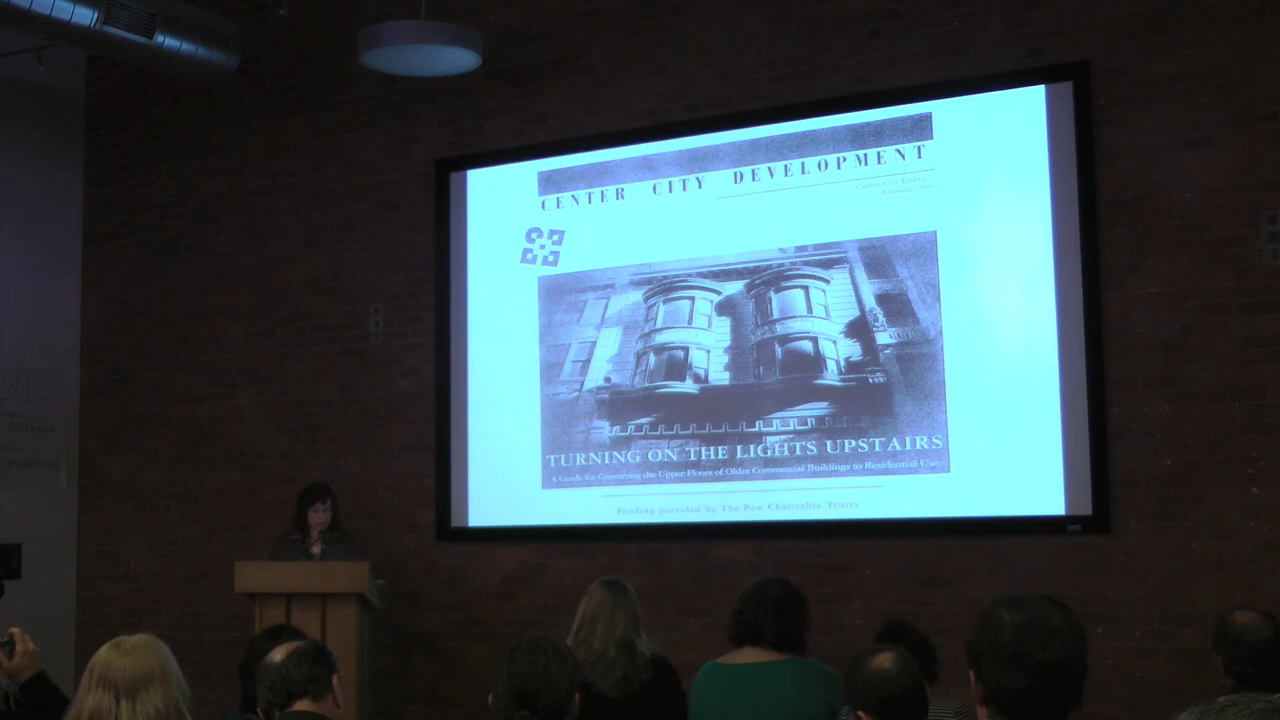 CENTER CITY DEVELOPMENT
TURNING ON THE LIGHTS UPSTAIRS
A Guide for Converting the Upper Floors of Older Commercial Buildings to Residential Use
Funding provided by The Pew Charitable Trusts